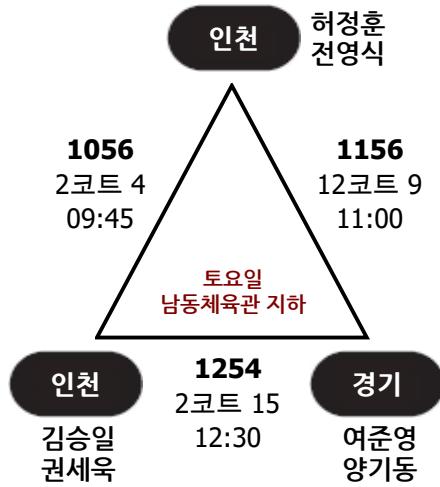 인천
허정훈
전영식
1056
2코트 4
09:45
1156
12코트 9
11:00
토요일
남동체육관 지하
인천
김승일
권세욱
1254
2코트 15
12:30
경기
여준영
양기동